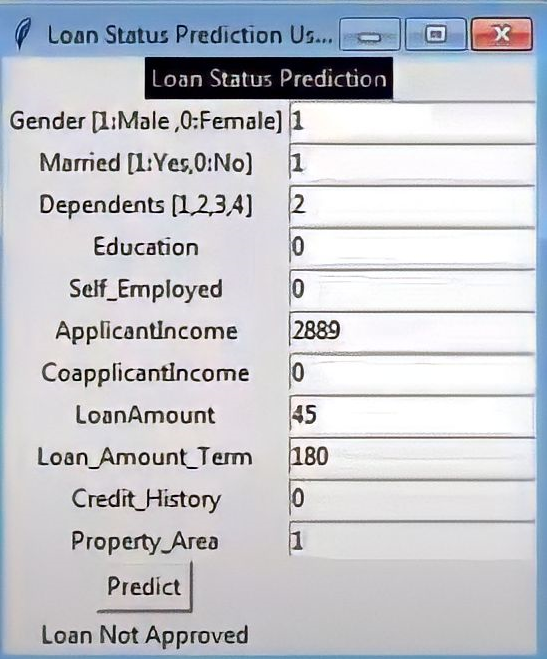 Loan Status Prediction Us...
Loan Status Prediction
Gender [1:Male ,0:Female] 1
Married [1:Yes,0:No] 1
Dependents [1,2,3,4] 2
Education 0
Self_Employed 0
ApplicantIncome 2889
CoapplicantIncome 0
LoanAmount 45
Loan_Amount_Term 180
Credit_History 0
Property_Area 1
Predict
Loan Not Approved